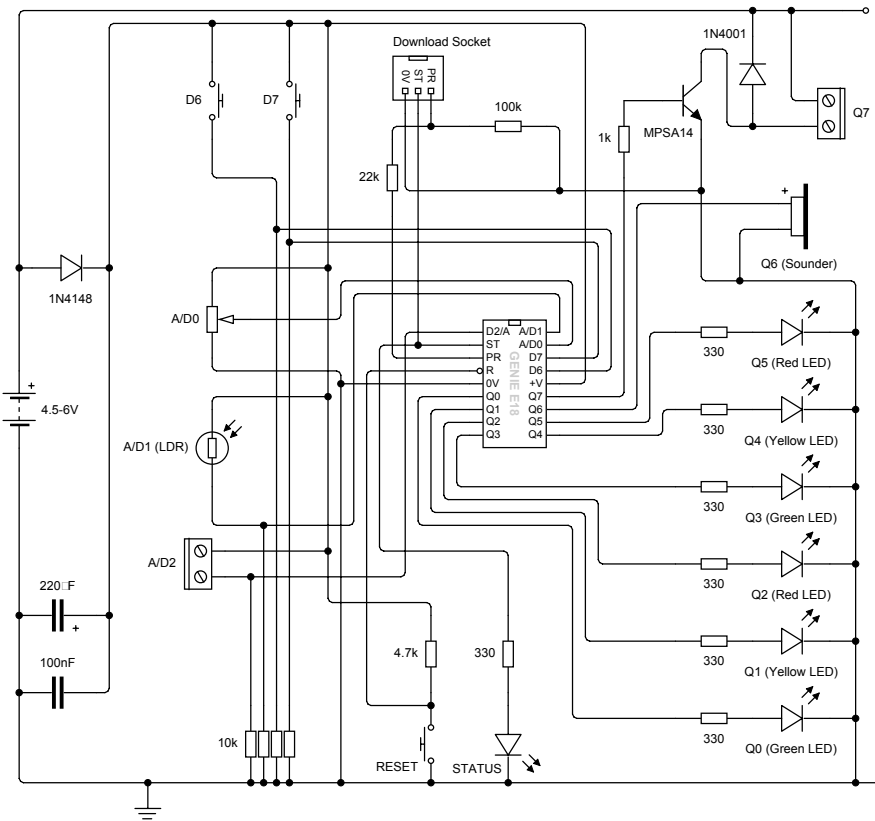 1N4001
Download Socket
0V
ST
PR
D6
D7
100k
Q7
1k
MPSA14
22k
+
Q6 (Sounder)
1N4148
A/D0
D2/A A/D1
ST A/D0
PR D7
R D6
0V +V
Q0 Q7
Q1 Q6
Q2 Q5
Q3 Q4
GENIE E18
330
Q5 (Red LED)
+
4.5-6V
330
Q4 (Yellow LED)
A/D1 (LDR)
330
Q3 (Green LED)
A/D2
330
Q2 (Red LED)
220□F
+
4.7k
330
330
Q1 (Yellow LED)
100nF
10k
RESET
STATUS
330
Q0 (Green LED)